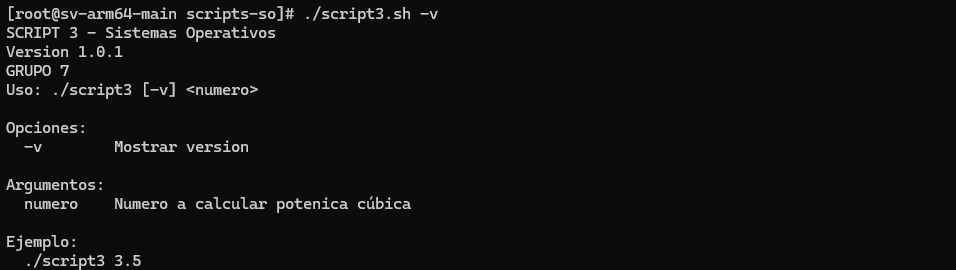 [root@sv-arm64-main scripts-so]# ./script3.sh -v
SCRIPT 3 - Sistemas Operativos
Version 1.0.1
GRUPO 7
Uso: ./script3 [-v] <numero>
Opciones:
-v Mostrar version
Argumentos:
numero Numero a calcular potenica cúbica
Ejemplo:
./script3 3.5